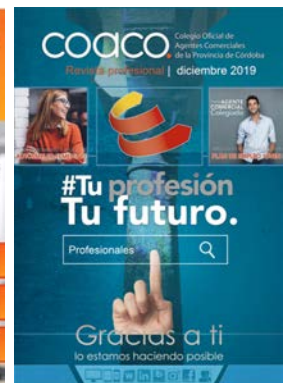 coaco.
Colegio Oficial de
Agentes Comerciales
de la Provincia de Córdoba
Revista profesional | diciembre 2019
AGENTE
COMERCIAL
Colegiado
#Tu profesión
Tu futuro.
Profesionales
Gracias a ti
lo estamos haciendo posible